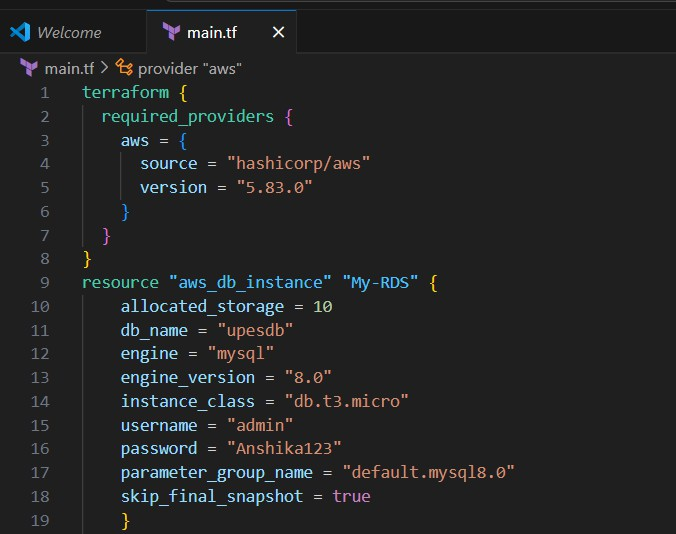 Welcome main.tf
main.tf > provider "aws"
1 terraform {
2 required_providers {
3 aws = {
4 source = "hashicorp/aws"
5 version = "5.83.0"
6 }
7 }
8 }
9 resource "aws_db_instance" "My-RDS" {
10 allocated_storage = 10
11 db_name = "upesdb"
12 engine = "mysql"
13 engine_version = "8.0"
14 instance_class = "db.t3.micro"
15 username = "admin"
16 password = "Anshika123"
17 parameter_group_name = "default.mysql8.0"
18 skip_final_snapshot = true
19 }